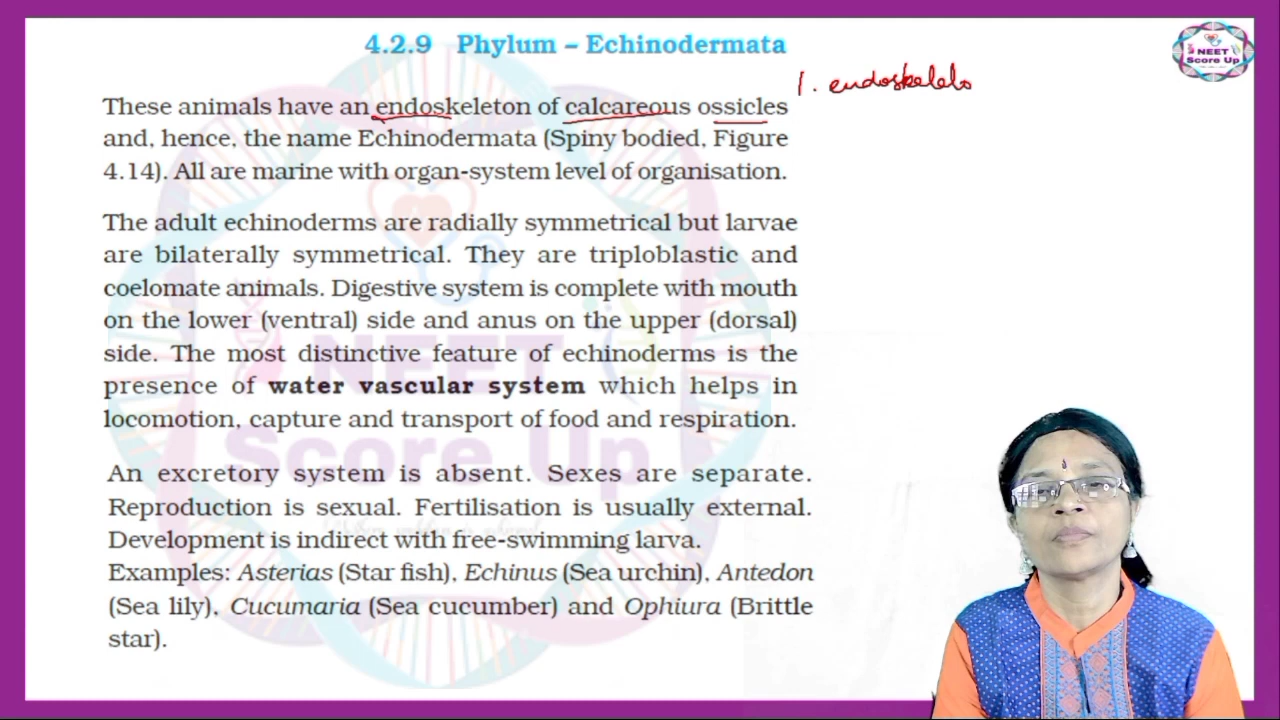 4.2.9 Phylum – Echinodermata
NEET
Score Up
1. endoskeleto
These animals have an endoskeleton of calcareous ossicles
and, hence, the name Echinodermata (Spiny bodied, Figure
4.14). All are marine with organ-system level of organisation.
The adult echinoderms are radially symmetrical but larvae
are bilaterally symmetrical. They are triploblastic and
coelomate animals. Digestive system is complete with mouth
on the lower (ventral) side and anus on the upper (dorsal)
side. The most distinctive feature of echinoderms is the
presence of water vascular system which helps in
locomotion, capture and transport of food and respiration.
An excretory system is absent. Sexes are separate.
Reproduction is sexual. Fertilisation is usually external.
Development is indirect with free-swimming larva.
Examples: Asterias (Star fish), Echinus (Sea urchin), Antedon
(Sea lily), Cucumaria (Sea cucumber) and Ophiura (Brittle
star).
NEET
Score Up